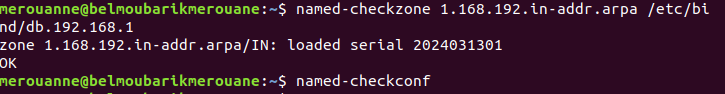 merouanne@belmoubarikmerouane:~$ named-checkzone 1.168.192.in-addr.arpa /etc/bi
nd/db.192.168.1
zone 1.168.192.in-addr.arpa/IN: loaded serial 2024031301
OK
merouanne@belmoubarikmerouane:~$ named-checkconf